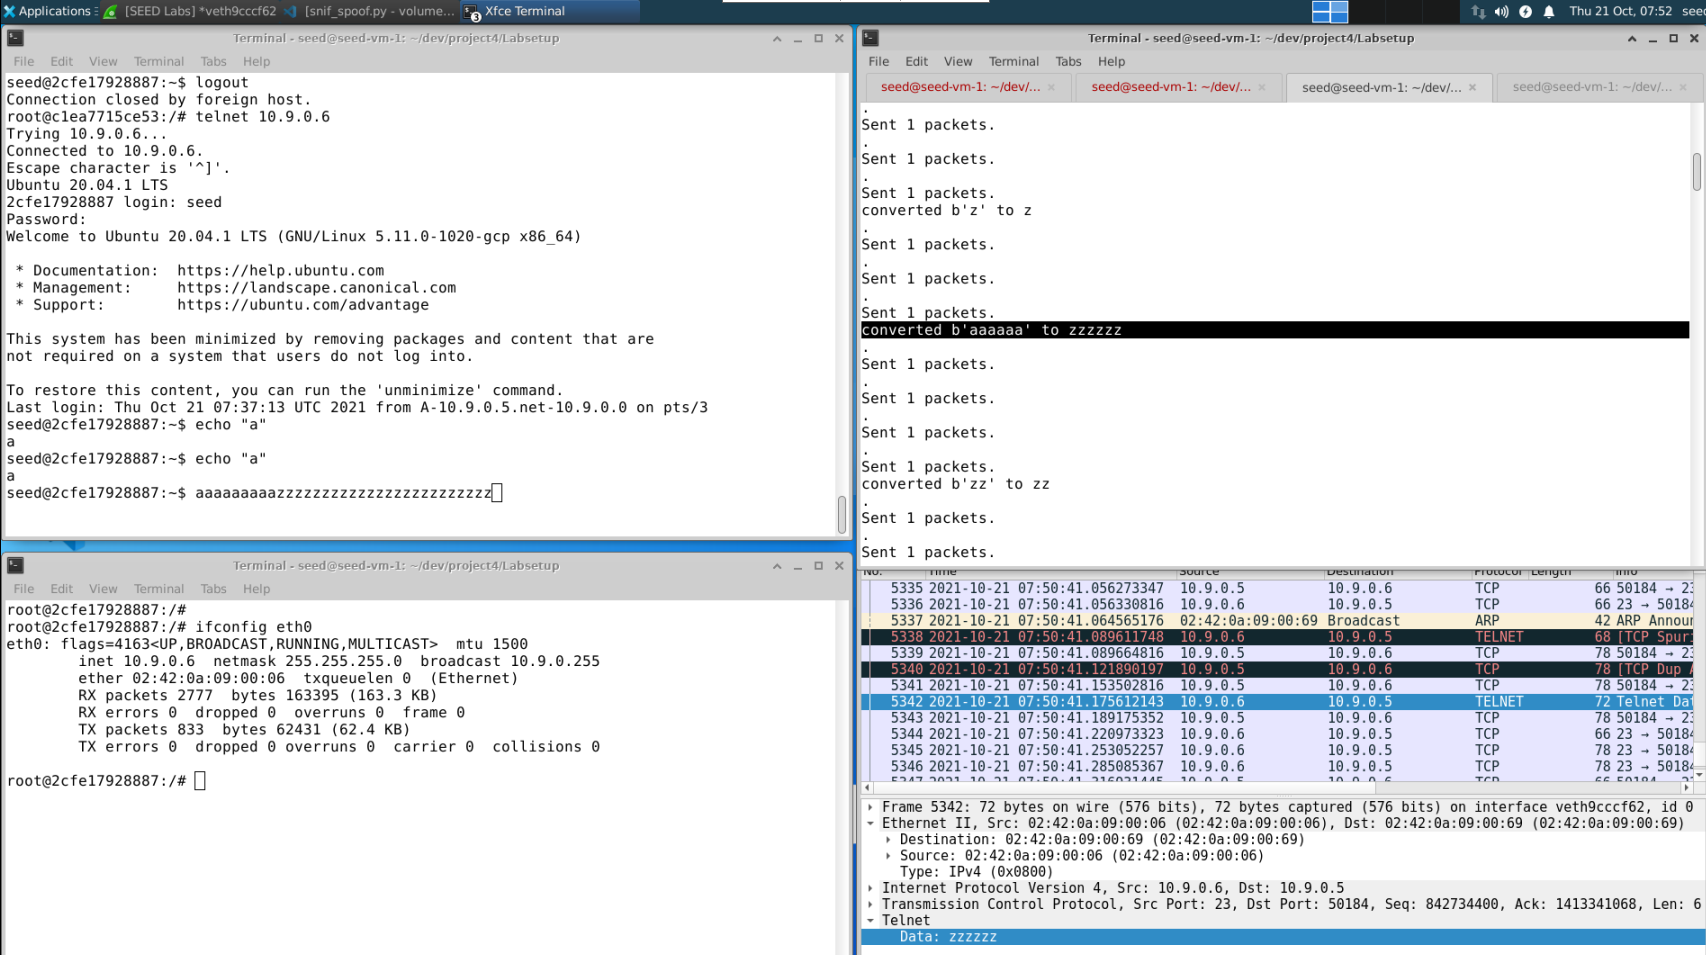 Applications
[SEED Labs] *veth9cccf62
[snif_spoof.py - volume...
Xfce Terminal
3
Thu 21 Oct, 07:52
see
Terminal - seed@seed-vm-1: ~/dev/project4/Labsetup
File Edit View Terminal Tabs Help
seed@2cfe17928887:~$ logout
Connection closed by foreign host.
root@c1ea7715ce53:/# telnet 10.9.0.6
Trying 10.9.0.6...
Connected to 10.9.0.6.
Escape character is '^]'.
Ubuntu 20.04.1 LTS
2cfe17928887 login: seed
Password:
Welcome to Ubuntu 20.04.1 LTS (GNU/Linux 5.11.0-1020-gcp x86_64)
* Documentation:  https://help.ubuntu.com
* Management:     https://landscape.canonical.com
* Support:        https://ubuntu.com/advantage
This system has been minimized by removing packages and content that are
not required on a system that users do not log into.
To restore this content, you can run the 'unminimize' command.
Last login: Thu Oct 21 07:37:13 UTC 2021 from A-10.9.0.5.net-10.9.0.0 on pts/3
seed@2cfe17928887:~$ echo "a"
a
seed@2cfe17928887:~$ echo "a"
a
seed@2cfe17928887:~$ aaaaaaaaazzzzzzzzzzzzzzzzzzzzzzzz
Terminal - seed@seed-vm-1: ~/dev/project4/Labsetup
File Edit View Terminal Tabs Help
root@2cfe17928887:/#
root@2cfe17928887:/# ifconfig eth0
eth0: flags=4163<UP,BROADCAST,RUNNING,MULTICAST>  mtu 1500
inet 10.9.0.6  netmask 255.255.255.0  broadcast 10.9.0.255
ether 02:42:0a:09:00:06  txqueuelen 0  (Ethernet)
RX packets 2777  bytes 163395 (163.3 KB)
RX errors 0  dropped 0  overruns 0  frame 0
TX packets 833  bytes 62431 (62.4 KB)
TX errors 0  dropped 0 overruns 0  carrier 0  collisions 0
root@2cfe17928887:/#
Terminal - seed@seed-vm-1: ~/dev/project4/Labsetup
File Edit View Terminal Tabs Help
seed@seed-vm-1: ~/dev/... seed@seed-vm-1: ~/dev/... seed@seed-vm-1: ~/dev/... seed@seed-vm-1: ~/dev/...
.
Sent 1 packets.
.
Sent 1 packets.
.
Sent 1 packets.
converted b'z' to z
.
Sent 1 packets.
.
Sent 1 packets.
.
Sent 1 packets.
converted b'aaaaaa' to zzzzzz
.
Sent 1 packets.
.
Sent 1 packets.
.
Sent 1 packets.
.
Sent 1 packets.
converted b'zz' to zz
.
Sent 1 packets.
.
Sent 1 packets.
No. Time Source Destination Protocol Length Info
5335 2021-10-21 07:50:41.056273347 10.9.0.5 10.9.0.6 TCP 66 50184 → 23
5336 2021-10-21 07:50:41.056330816 10.9.0.5 10.9.0.6 TCP 66 23 → 50184
5337 2021-10-21 07:50:41.064565176 02:42:0a:09:00:69 Broadcast ARP 42 ARP Announ
5338 2021-10-21 07:50:41.089611748 10.9.0.6 10.9.0.5 TELNET 68 [TCP Spur
5339 2021-10-21 07:50:41.089664816 10.9.0.5 10.9.0.6 TCP 78 50184 → 23
5340 2021-10-21 07:50:41.121890197 10.9.0.5 10.9.0.6 TCP 78 [TCP Dup A
5341 2021-10-21 07:50:41.153502816 10.9.0.5 10.9.0.6 TCP 78 50184 → 23
5342 2021-10-21 07:50:41.175612143 10.9.0.6 10.9.0.5 TELNET 72 Telnet Dat
5343 2021-10-21 07:50:41.189175352 10.9.0.5 10.9.0.6 TCP 78 50184 → 23
5344 2021-10-21 07:50:41.220973323 10.9.0.6 10.9.0.5 TCP 66 23 → 50184
5345 2021-10-21 07:50:41.253052257 10.9.0.6 10.9.0.5 TCP 78 23 → 50184
5346 2021-10-21 07:50:41.285085367 10.9.0.6 10.9.0.5 TCP 78 23 → 50184
Frame 5342: 72 bytes on wire (576 bits), 72 bytes captured (576 bits) on interface veth9cccf62, id 0
Ethernet II, Src: 02:42:0a:09:00:06 (02:42:0a:09:00:06), Dst: 02:42:0a:09:00:69 (02:42:0a:09:00:69)
Destination: 02:42:0a:09:00:69 (02:42:0a:09:00:69)
Source: 02:42:0a:09:00:06 (02:42:0a:09:00:06)
Type: IPv4 (0x0800)
Internet Protocol Version 4, Src: 10.9.0.6, Dst: 10.9.0.5
Transmission Control Protocol, Src Port: 23, Dst Port: 50184, Seq: 842734400, Ack: 1413341068, Len: 6
Telnet
Data: zzzzzz